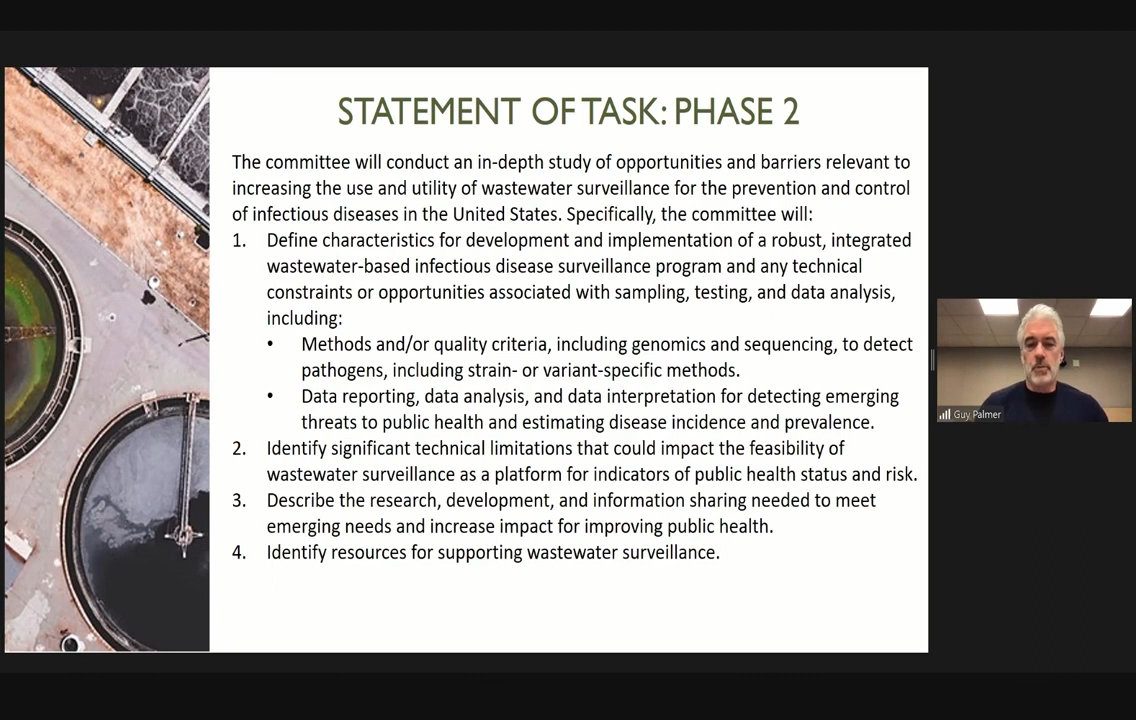 STATEMENT OF TASK: PHASE 2
The committee will conduct an in-depth study of opportunities and barriers relevant to
increasing the use and utility of wastewater surveillance for the prevention and control
of infectious diseases in the United States. Specifically, the committee will:
1. Define characteristics for development and implementation of a robust, integrated
wastewater-based infectious disease surveillance program and any technical
constraints or opportunities associated with sampling, testing, and data analysis,
including:
• Methods and/or quality criteria, including genomics and sequencing, to detect
pathogens, including strain- or variant-specific methods.
• Data reporting, data analysis, and data interpretation for detecting emerging
threats to public health and estimating disease incidence and prevalence.
2. Identify significant technical limitations that could impact the feasibility of
wastewater surveillance as a platform for indicators of public health status and risk.
3. Describe the research, development, and information sharing needed to meet
emerging needs and increase impact for improving public health.
4. Identify resources for supporting wastewater surveillance.
Guy Palmer